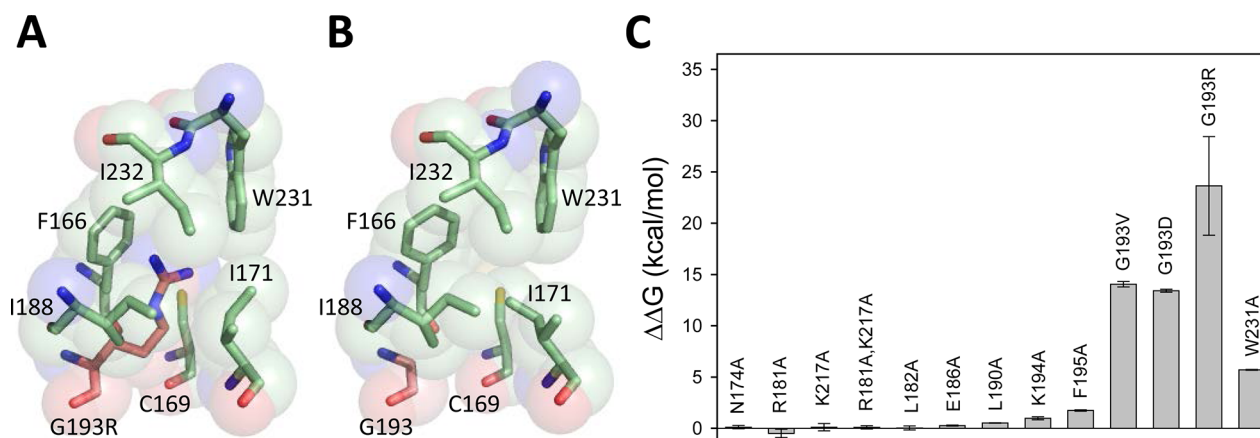 A
I232
W231
F166
I171
I188
C169
G193R
B
I232
W231
F166
I188
I171
C169
G193
C
ΔΔG (kcal/mol)
35
30
25
20
15
10
5
0
N174A
R181A
K217A
R181A,K217A
L182A
E186A
L190A
K194A
F195A
G193V
G193D
G193R
W231A